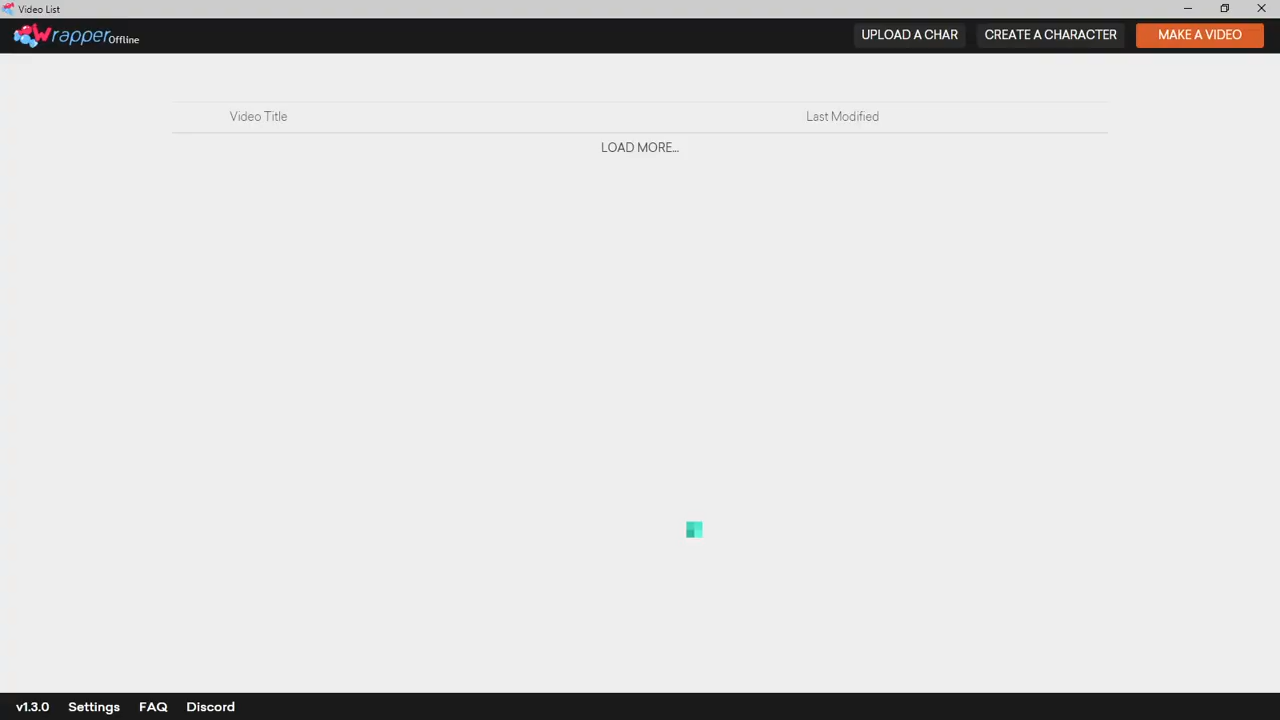 Video List
Wrapper Offline
UPLOAD A CHAR
CREATE A CHARACTER
MAKE A VIDEO
Video Title
Last Modified
LOAD MORE...
v1.3.0
Settings
FAQ
Discord